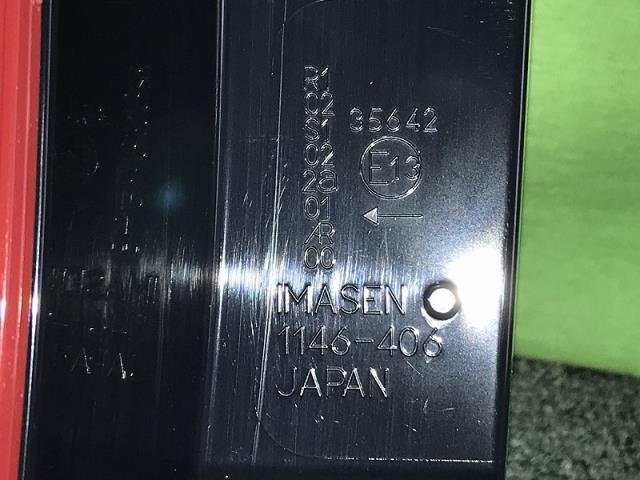 R1
02
S1
02
2a
01
AR
00
35642
E13
IMASEN
1146-406
JAPAN